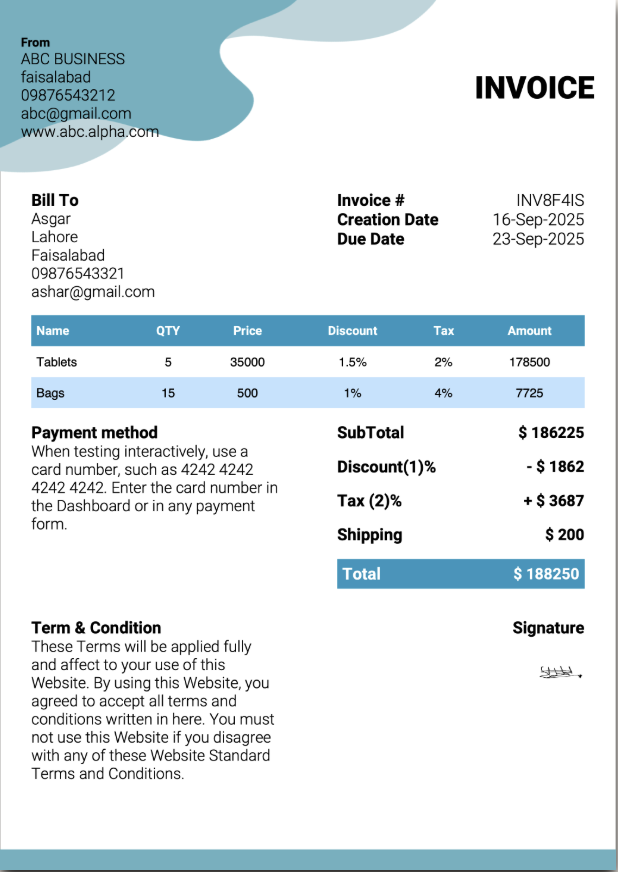 From
ABC BUSINESS
faisalabad
09876543212
abc@gmail.com
www.abc.alpha.com
INVOICE
Bill To
Asgar
Lahore
Faisalabad
09876543321
ashar@gmail.com
Invoice # INV8F4IS
Creation Date 16-Sep-2025
Due Date 23-Sep-2025
Name QTY Price Discount Tax Amount
Tablets 5 35000 1.5% 2% 178500
Bags 15 500 1% 4% 7725
Payment method
When testing interactively, use a
card number, such as 4242 4242
4242 4242. Enter the card number in
the Dashboard or in any payment
form.
SubTotal $ 186225
Discount(1)% - $ 1862
Tax (2)% + $ 3687
Shipping $ 200
Total $ 188250
Term & Condition
These Terms will be applied fully
and affect to your use of this
Website. By using this Website, you
agreed to accept all terms and
conditions written in here. You must
not use this Website if you disagree
with any of these Website Standard
Terms and Conditions.
Signature